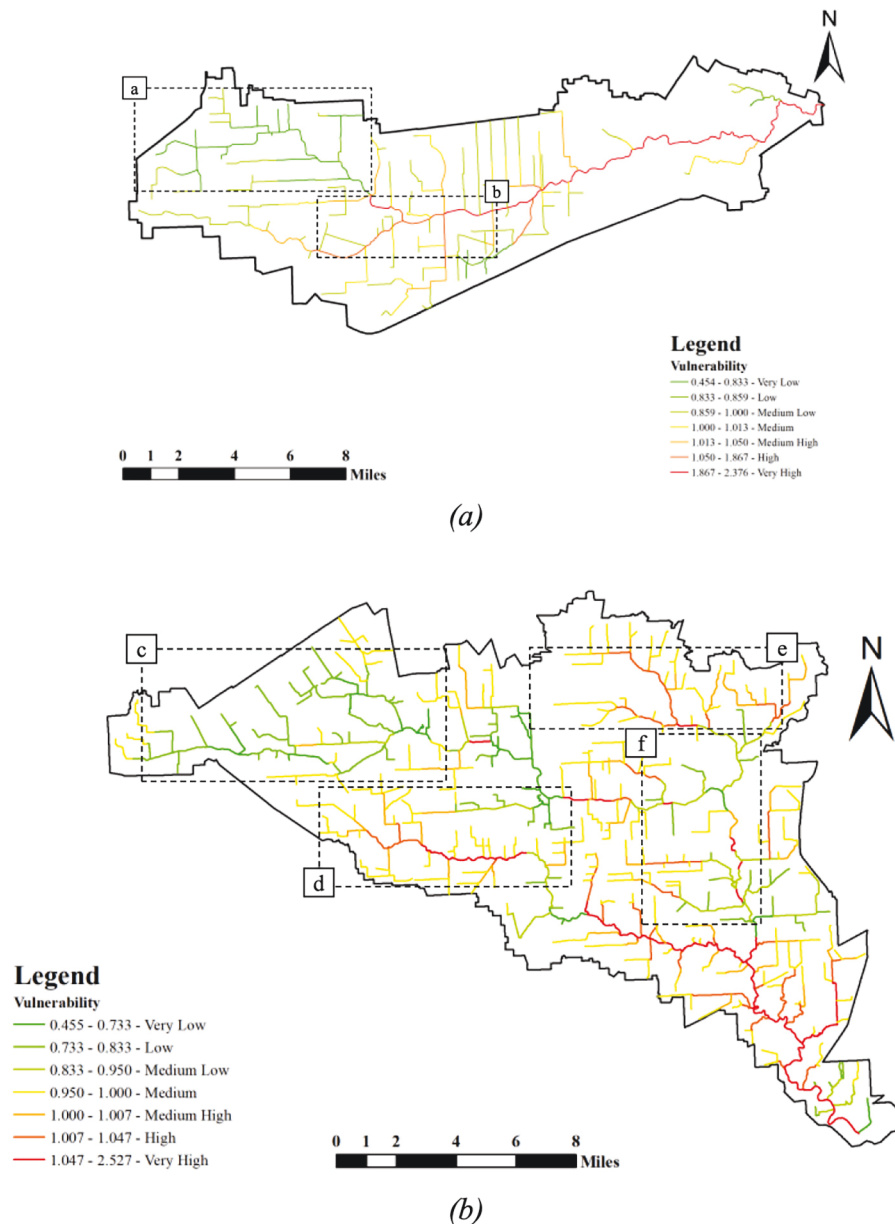 N
a
b
Legend
Vulnerability
0.454 - 0.833 - Very Low
0.833 - 0.859 - Low
0.859 - 1.000 - Medium Low
1.000 - 1.013 - Medium
1.013 - 1.050 - Medium High
1.050 - 1.867 - High
1.867 - 2.376 - Very High
0 1 2 4 6 8
Miles
(a)
c
e
N
f
d
Legend
Vulnerability
0.455 - 0.733 - Very Low
0.733 - 0.833 - Low
0.833 - 0.950 - Medium Low
0.950 - 1.000 - Medium
1.000 - 1.007 - Medium High
1.007 - 1.047 - High
1.047 - 2.527 - Very High
0 1 2 4 6 8
Miles
(b)